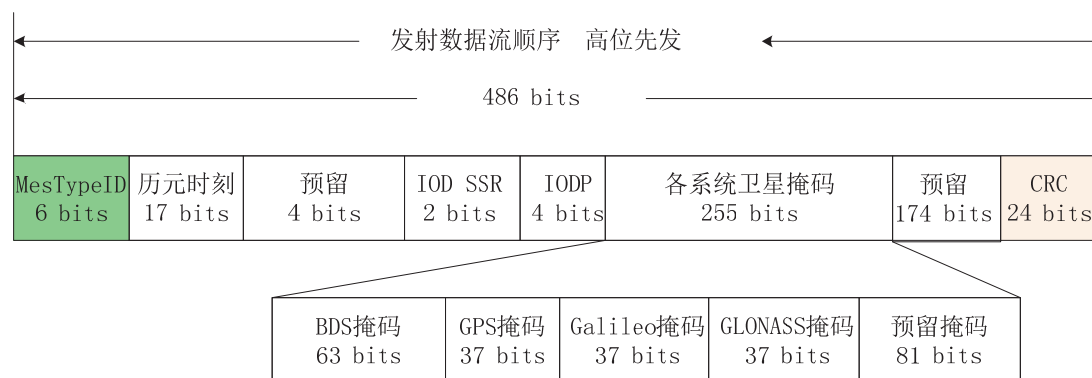 发射数据流顺序 高位先发
486 bits
MesTypeID 历元时刻 预留 IOD SSR IODP 各系统卫星掩码 预留 CRC
6 bits 17 bits 4 bits 2 bits 4 bits 255 bits 174 bits 24 bits
BDS掩码 GPS掩码 Galileo掩码 GLONASS掩码 预留掩码
63 bits 37 bits 37 bits 37 bits 81 bits